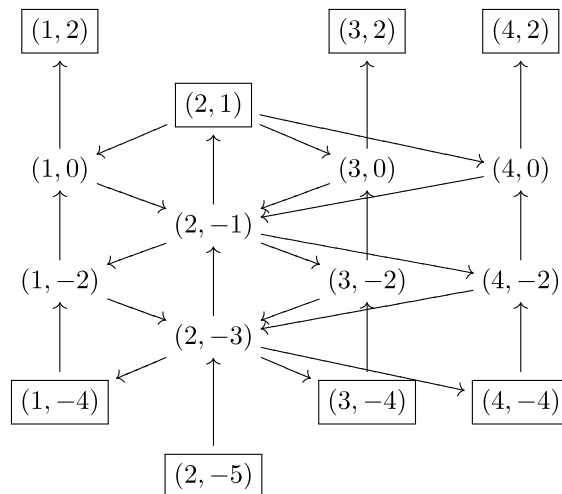 (1, 2) (3, 2) (4, 2)
(2, 1)
(1, 0) (3, 0) (4, 0)
(2, −1)
(1, −2) (3, −2) (4, −2)
(2, −3)
(1, −4) (3, −4) (4, −4)
(2, −5)